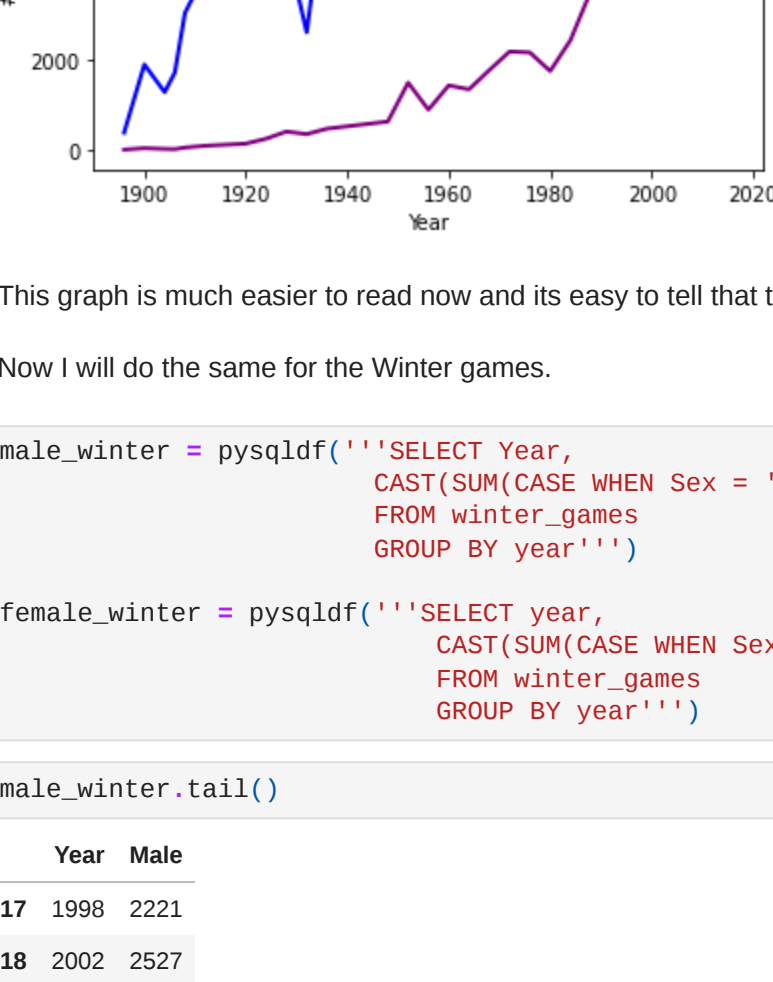 2000
0
1900 1920 1940 1960 1980 2000 2020
Year
This graph is much easier to read now and its easy to tell that
Now I will do the same for the Winter games.
male_winter = pysqldf('''SELECT Year,
CAST(SUM(CASE WHEN Sex = '
FROM winter_games
GROUP BY year''')
female_winter = pysqldf('''SELECT year,
CAST(SUM(CASE WHEN Sex
FROM winter_games
GROUP BY year''')
male_winter.tail()
Year Male
17 1998 2221
18 2002 2527